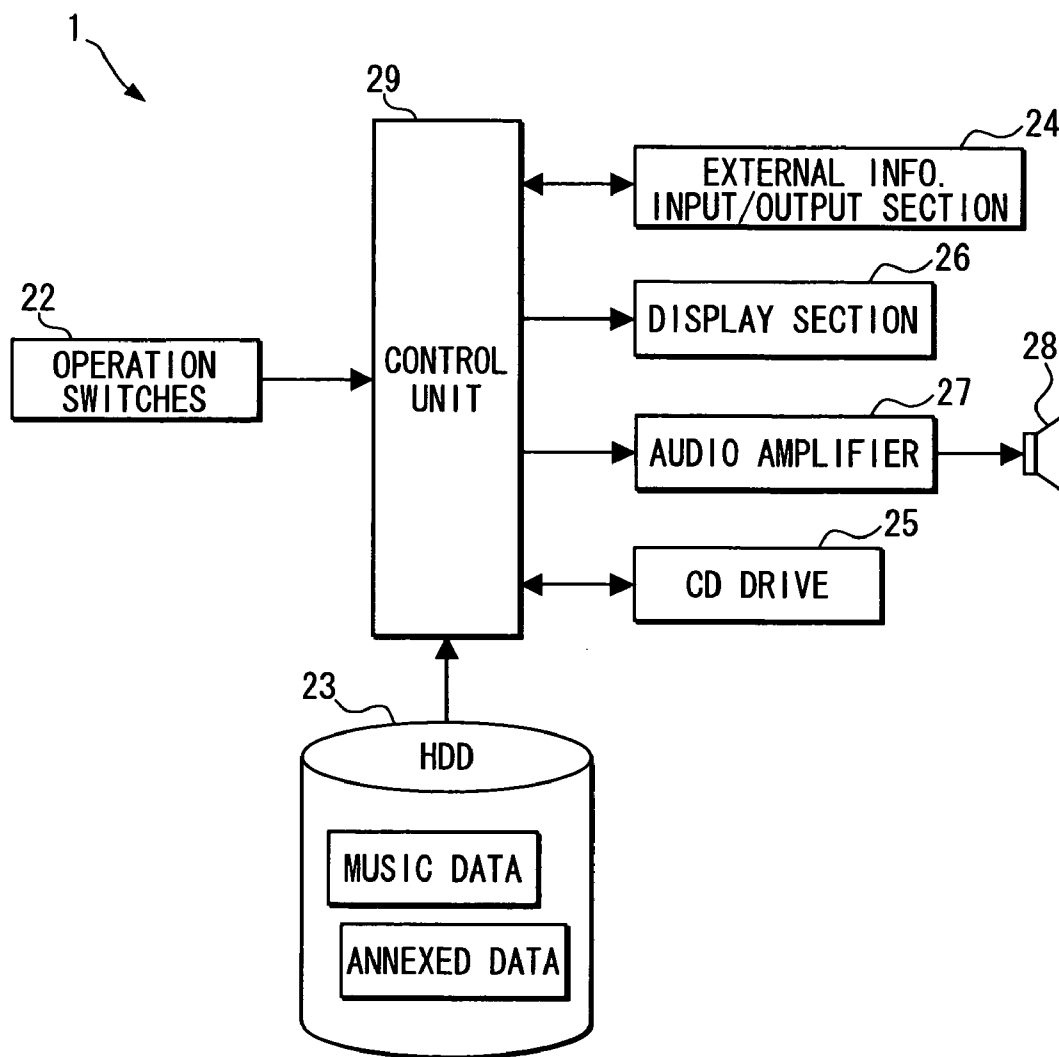 1
29
24
EXTERNAL INFO.
INPUT/OUTPUT SECTION
26
DISPLAY SECTION
22
OPERATION
SWITCHES
CONTROL
UNIT
28
27
AUDIO AMPLIFIER
25
CD DRIVE
23
HDD
MUSIC DATA
ANNEXED DATA